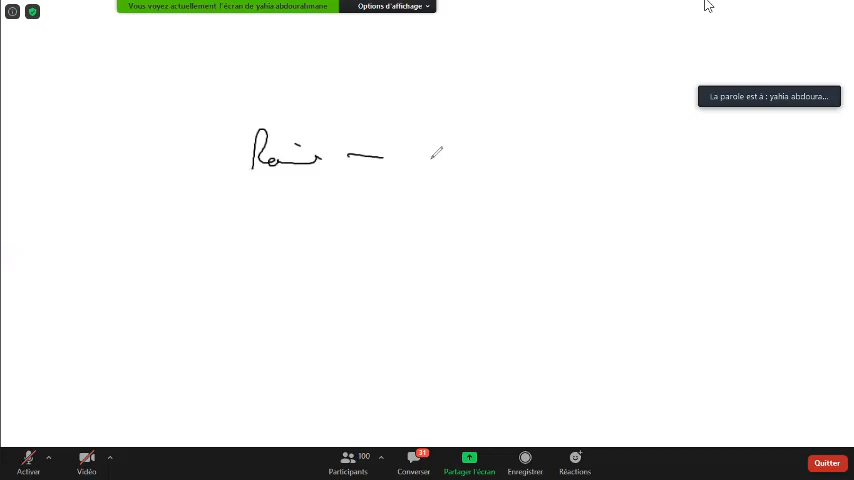 Vous voyez actuellement l'écran de yahia abdouralimane Options d'affichage
La parole est à : yahia abdoura...
—
100
31
Activer Vidéo Participants Converser Partager l'écran Enregistrer Réactions Quitter